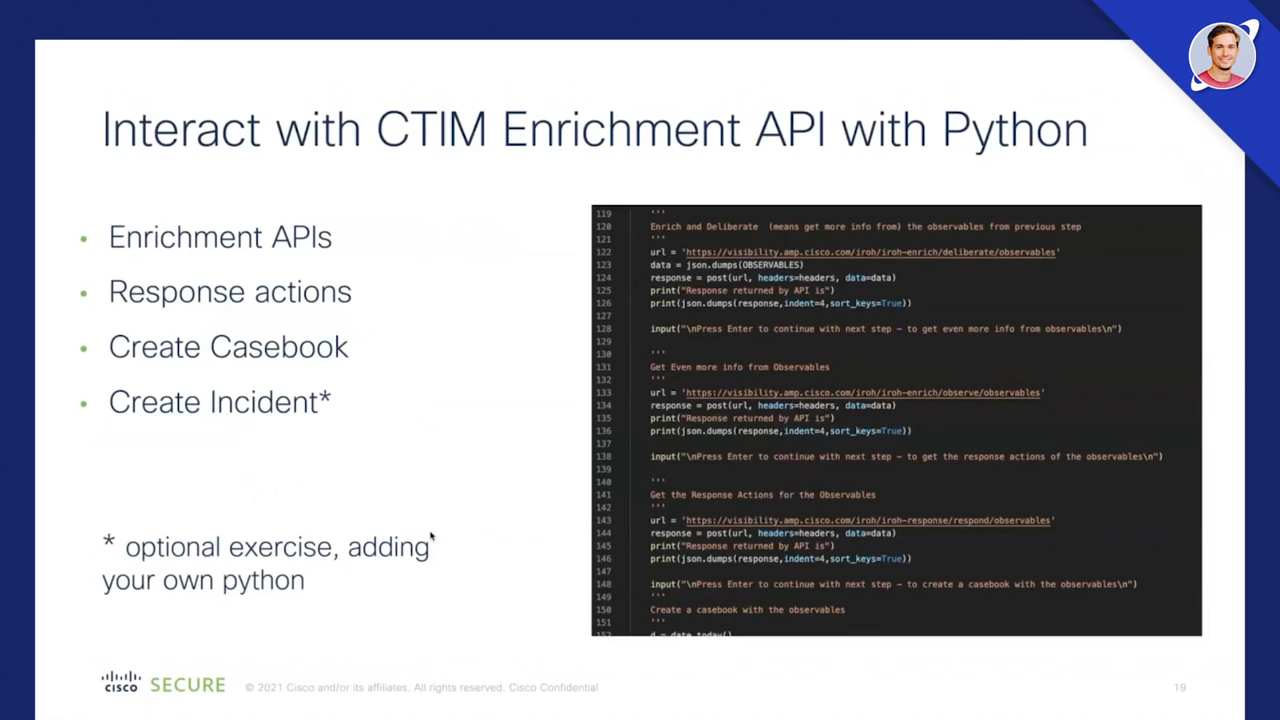 Interact with CTIM Enrichment API with Python
• Enrichment APIs
• Response actions
• Create Casebook
• Create Incident*
* optional exercise, adding
your own python
119 '''
120 Enrich and Deliberate (means get more info from) the observables from previous step
121 '''
122 url = 'https://visibility.amp.cisco.com/iroh/iroh-enrich/deliberate/observables'
123 data = json.dumps(OBSERVABLES)
124 response = post(url, headers=headers, data=data)
125 print("Response returned by API is")
126 print(json.dumps(response,indent=4,sort_keys=True))
127
128 input("\nPress Enter to continue with next step – to get even more info from observables\n")
129
130 '''
131 Get Even more info from Observables
132 '''
133 url = 'https://visibility.amp.cisco.com/iroh/iroh-enrich/observe/observables'
134 response = post(url, headers=headers, data=data)
135 print("Response returned by API is")
136 print(json.dumps(response,indent=4,sort_keys=True))
137
138 input("\nPress Enter to continue with next step – to get the response actions of the observables\n")
139
140 '''
141 Get the Response Actions for the Observables
142 '''
143 url = 'https://visibility.amp.cisco.com/iroh/iroh-response/respond/observables'
144 response = post(url, headers=headers, data=data)
145 print("Response returned by API is")
146 print(json.dumps(response,indent=4,sort_keys=True))
147
148 input("\nPress Enter to continue with next step – to create a casebook with the observables\n")
149 '''
150 Create a casebook with the observables
151 '''
152 d = date.today()
cisco SECURE © 2021 Cisco and/or its affiliates. All rights reserved. Cisco Confidential 19